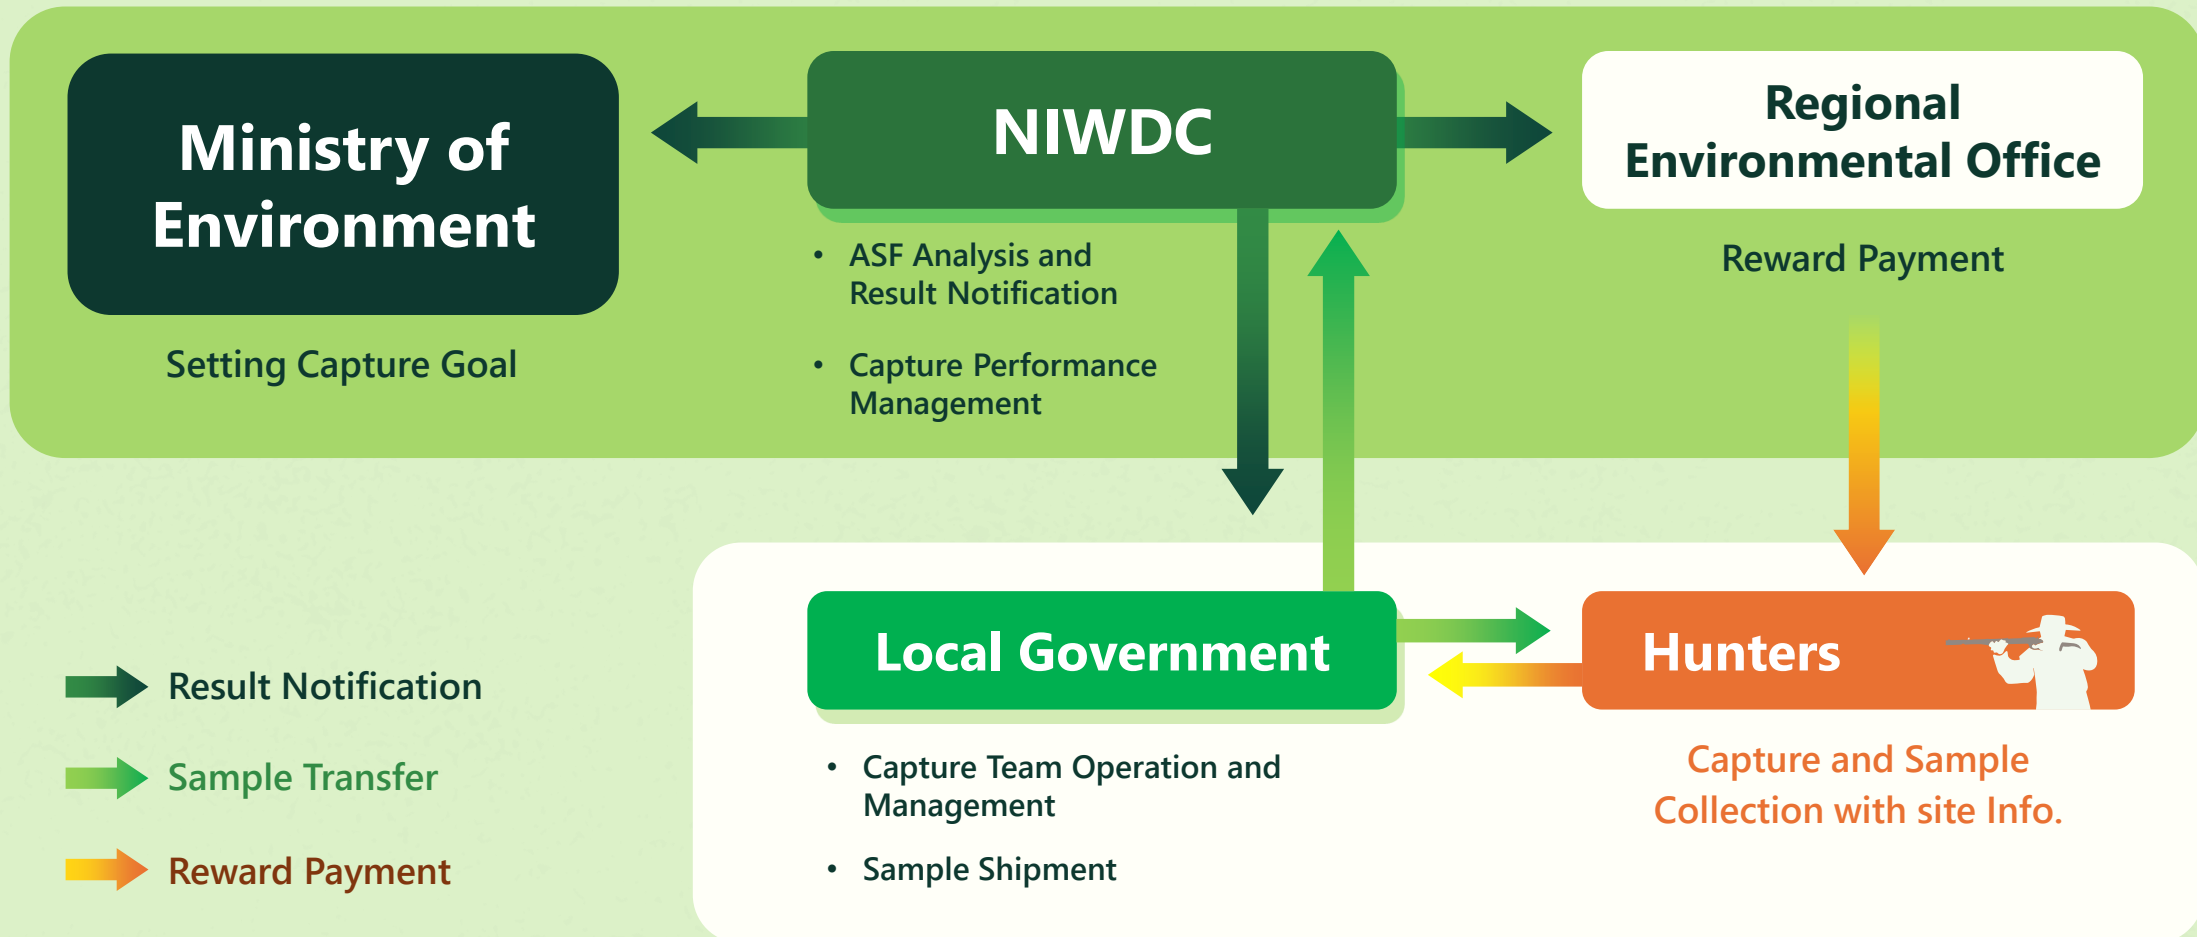 Ministry of
Environment
Setting Capture Goal
NIWDC
• ASF Analysis and
Result Notification
• Capture Performance
Management
Regional
Environmental Office
Reward Payment
Local Government
• Capture Team Operation and
Management
• Sample Shipment
Hunters
Capture and Sample
Collection with site Info.
Result Notification
Sample Transfer
Reward Payment